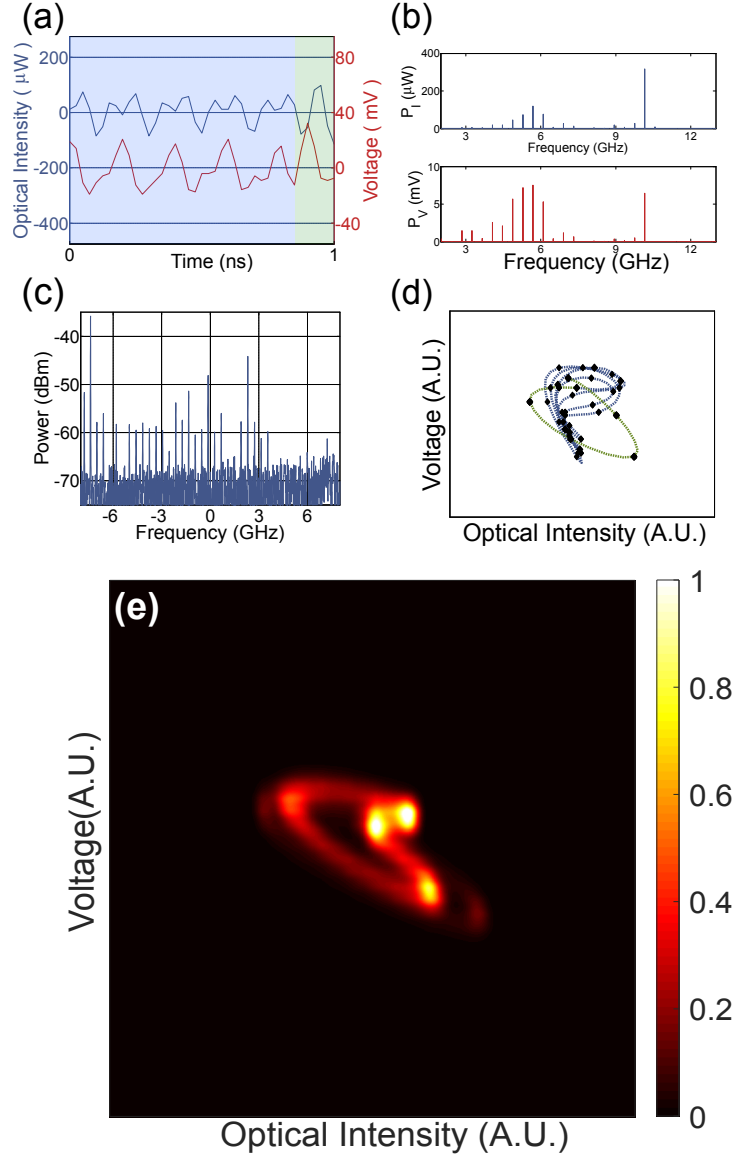 (a)
200
0
-200
-400
Optical Intensity ( μW)
80
40
0
-40
Voltage ( mV)
0
1
Time (ns)
(b)
400
200
0
P_I (μW)
3
6
9
12
Frequency (GHz)
10
5
0
P_V (mV)
3
6
9
12
Frequency (GHz)
(c)
-40
-50
-60
-70
Power (dBm)
-6
-3
0
3
6
Frequency (GHz)
(d)
Voltage (A.U.)
Optical Intensity (A.U.)
(e)
Voltage(A.U.)
Optical Intensity (A.U.)
1
0.8
0.6
0.4
0.2
0